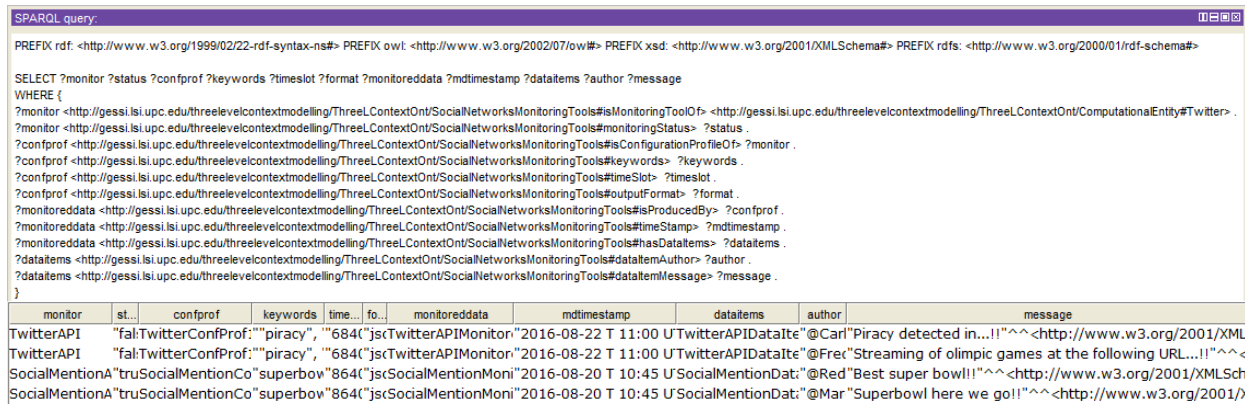 SPARQL query:
PREFIX rdf: <http://www.w3.org/1999/02/22-rdf-syntax-ns#> PREFIX owl: <http://www.w3.org/2002/07/owl#> PREFIX xsd: <http://www.w3.org/2001/XMLSchema#> PREFIX rdfs: <http://www.w3.org/2000/01/rdf-schema#>
SELECT ?monitor ?status ?confprof ?keywords ?timeslot ?format ?monitoreddata ?mdtimestamp ?dataitems ?author ?message
WHERE {
?monitor <http://gessi.lsi.upc.edu/threelevelcontextmodelling/ThreeLContextOnt/SocialNetworksMonitoringTools#isMonitoringToolOf> <http://gessi.lsi.upc.edu/threelevelcontextmodelling/ThreeLContextOnt/ComputationalEntity#Twitter> .
?monitor <http://gessi.lsi.upc.edu/threelevelcontextmodelling/ThreeLContextOnt/SocialNetworksMonitoringTools#monitoringStatus> ?status .
?confprof <http://gessi.lsi.upc.edu/threelevelcontextmodelling/ThreeLContextOnt/SocialNetworksMonitoringTools#isConfigurationProfileOf> ?monitor .
?confprof <http://gessi.lsi.upc.edu/threelevelcontextmodelling/ThreeLContextOnt/SocialNetworksMonitoringTools#keywords> ?keywords .
?confprof <http://gessi.lsi.upc.edu/threelevelcontextmodelling/ThreeLContextOnt/SocialNetworksMonitoringTools#timeSlot> ?timeslot .
?confprof <http://gessi.lsi.upc.edu/threelevelcontextmodelling/ThreeLContextOnt/SocialNetworksMonitoringTools#outputFormat> ?format .
?monitoreddata <http://gessi.lsi.upc.edu/threelevelcontextmodelling/ThreeLContextOnt/SocialNetworksMonitoringTools#isProducedBy> ?confprof .
?monitoreddata <http://gessi.lsi.upc.edu/threelevelcontextmodelling/ThreeLContextOnt/SocialNetworksMonitoringTools#timeStamp> ?mdtimestamp .
?monitoreddata <http://gessi.lsi.upc.edu/threelevelcontextmodelling/ThreeLContextOnt/SocialNetworksMonitoringTools#hasDataItems> ?dataitems .
?dataitems <http://gessi.lsi.upc.edu/threelevelcontextmodelling/ThreeLContextOnt/SocialNetworksMonitoringTools#dataItemAuthor> ?author .
?dataitems <http://gessi.lsi.upc.edu/threelevelcontextmodelling/ThreeLContextOnt/SocialNetworksMonitoringTools#dataItemMessage> ?message .
}
monitor st... confprof keywords time... fo... monitoreddata mdtimestamp dataitems author message
TwitterAPI "fal TwitterConfProf ""piracy", ' "6840 "jsc TwitterAPIMonitor "2016-08-22 T 11:00 U TwitterAPIDataIte "@Carl "Piracy detected in...!!"^^<http://www.w3.org/2001/XML
TwitterAPI "fal TwitterConfProf ""piracy", ' "6840 "jsc TwitterAPIMonitor "2016-08-22 T 11:00 U TwitterAPIDataIte "@Fred "Streaming of olimpic games at the following URL...!!"^^<
SocialMentionA "tru SocialMentionCo "superbow "8640 "jsc SocialMentionMoni "2016-08-20 T 10:45 U SocialMentionData "@Red "Best super bowl!!"^^<http://www.w3.org/2001/XMLSch
SocialMentionA "tru SocialMentionCo "superbow "8640 "jsc SocialMentionMoni "2016-08-20 T 10:45 U SocialMentionData "@Mar "Superbowl here we go!!"^^<http://www.w3.org/2001/X